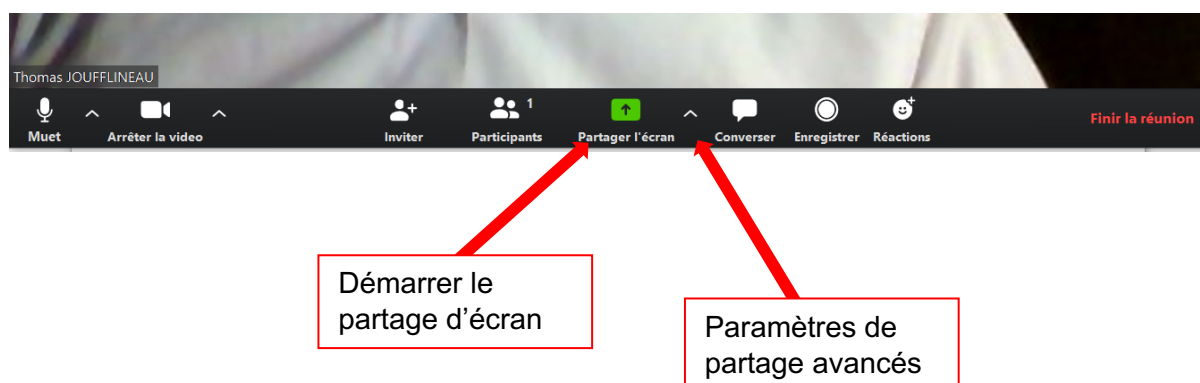 Thomas JOUFFLINEAU
1
Muet Arrêter la video Inviter Participants Partager l'écran Converser Enregistrer Réactions Finir la réunion
Démarrer le
partage d’écran
Paramètres de
partage avancés